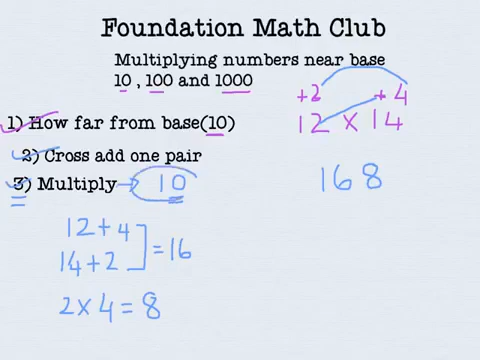 Foundation Math Club
Multiplying numbers near base
10 , 100 and 1000
+2 +4
12 x 14
1) How far from base(10)
2) Cross add one pair
3) Multiply → 10
168
12+4
14+2
= 16
2 x 4 = 8